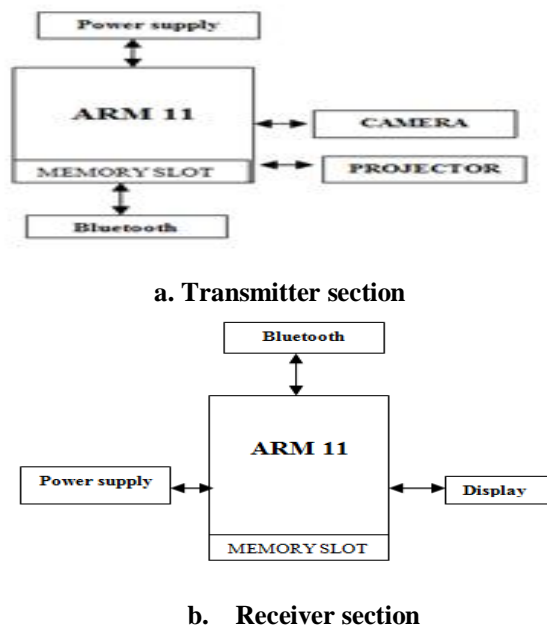 Power supply
ARM 11
CAMERA
MEMORY SLOT
PROJECTOR
Bluetooth
a. Transmitter section
Bluetooth
ARM 11
Power supply
Display
MEMORY SLOT
b. Receiver section